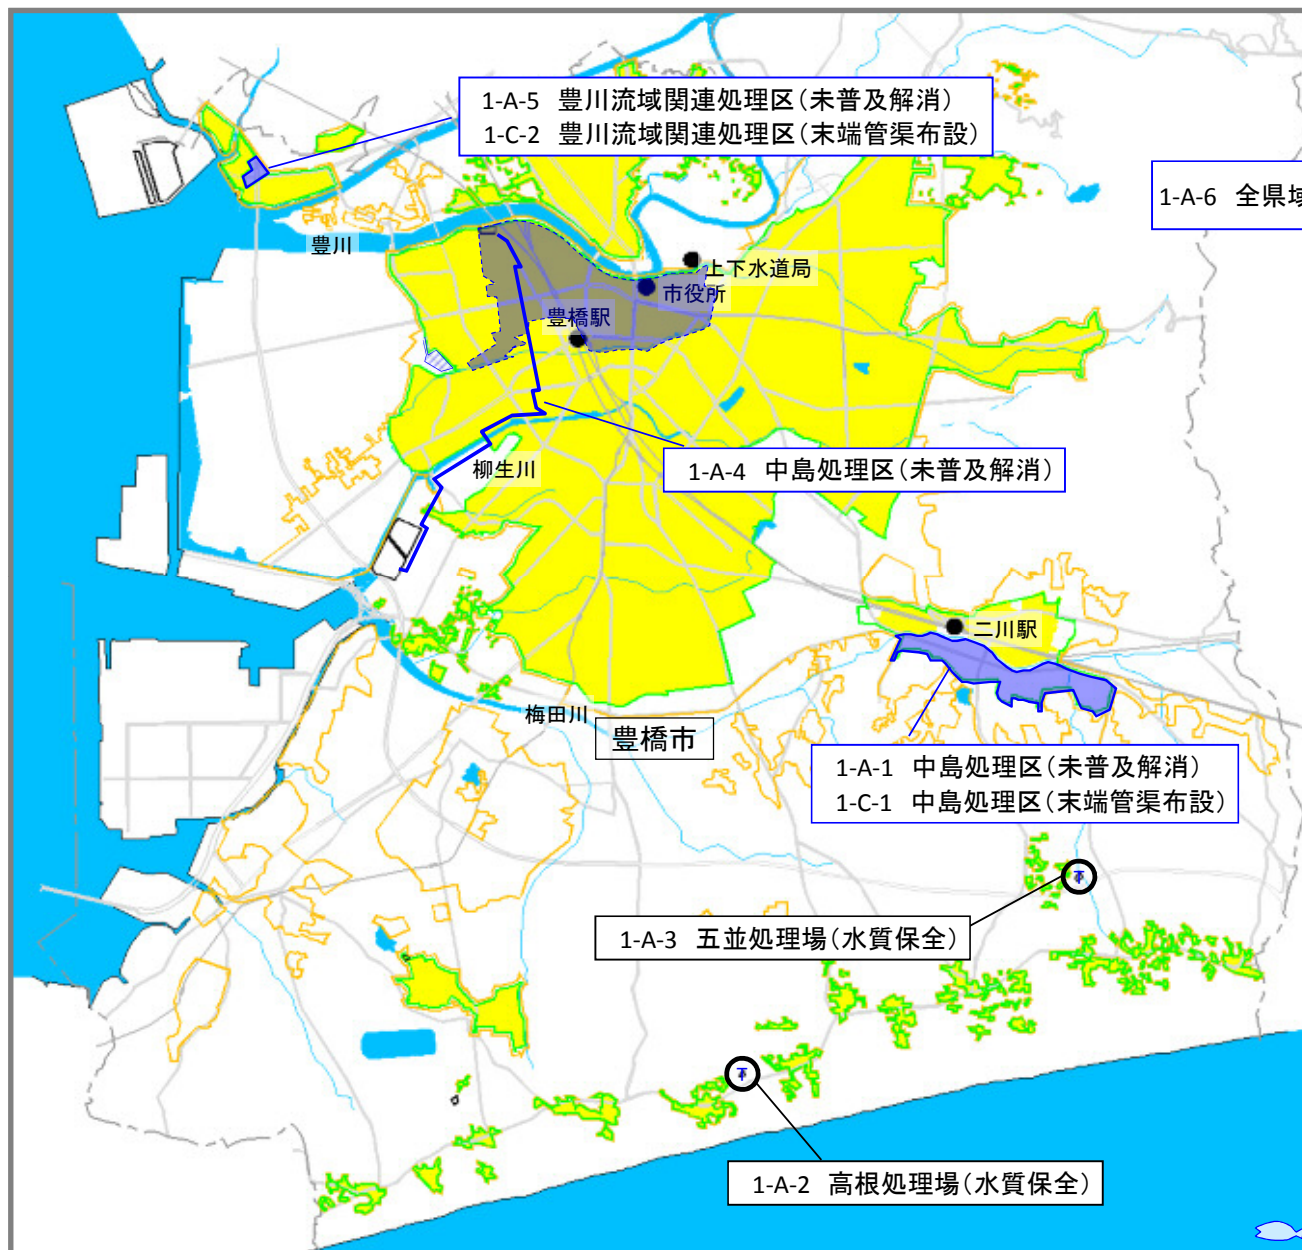 1-A-5 豊川流域関連処理区(未普及解消)
1-C-2 豊川流域関連処理区(末端管渠布設)
1-A-6 全県域
豊川
上下水道局
市役所
豊橋駅
柳生川
1-A-4 中島処理区(未普及解消)
二川駅
梅田川
豊橋市
1-A-1 中島処理区(未普及解消)
1-C-1 中島処理区(末端管渠布設)
1-A-3 五並処理場(水質保全)
1-A-2 高根処理場(水質保全)